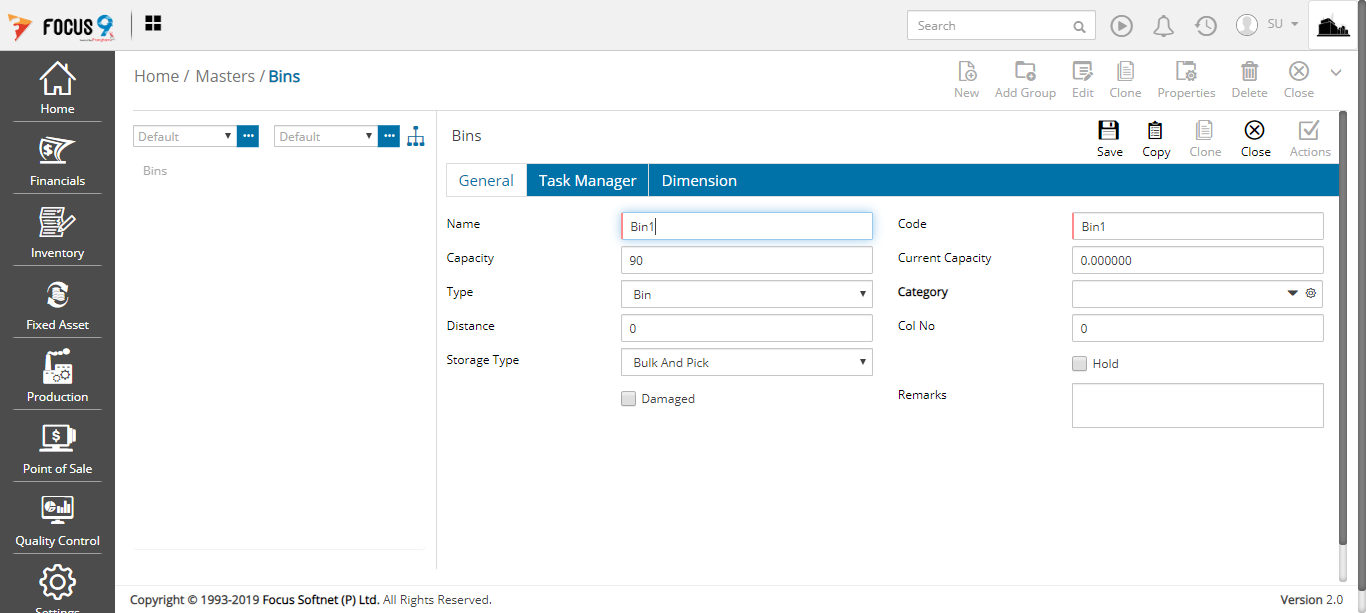 FOCUS 9
Search
SU
Home
Financials
Inventory
Fixed Asset
Production
Point of Sale
Quality Control
Settings
Home / Masters / Bins
New Add Group Edit Clone Properties Delete Close
Default Default
Bins
Bins
Save Copy Clone Close Actions
General Task Manager Dimension
Name Bin1 Code Bin1
Capacity 90 Current Capacity 0.000000
Type Bin Category
Distance 0 Col No 0
Storage Type Bulk And Pick Hold
Damaged Remarks
Copyright © 1993-2019 Focus Softnet (P) Ltd. All Rights Reserved. Version 2.0